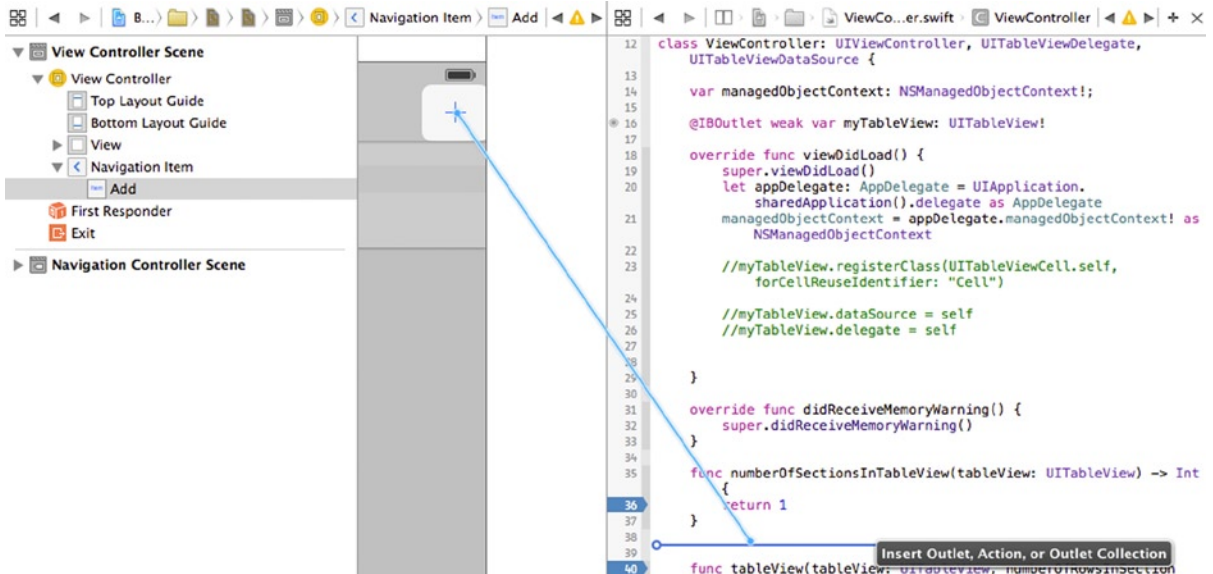 B...
Navigation Item
Add
ViewCo...er.swift
ViewController
View Controller Scene
View Controller
Top Layout Guide
Bottom Layout Guide
View
Navigation Item
Add
First Responder
Exit
Navigation Controller Scene
12 class ViewController: UIViewController, UITableViewDelegate,
UITableViewDataSource {
13
14 var managedObjectContext: NSManagedObjectContext!;
15
16 @IBOutlet weak var myTableView: UITableView!
17
18 override func viewDidLoad() {
19 super.viewDidLoad()
20 let appDelegate: AppDelegate = UIApplication.
sharedApplication().delegate as AppDelegate
21 managedObjectContext = appDelegate.managedObjectContext! as
NSManagedObjectContext
22
23 //myTableView.registerClass(UITableViewCell.self,
forCellReuseIdentifier: "Cell")
24
25 //myTableView.dataSource = self
26 //myTableView.delegate = self
27
28
29 }
30
31 override func didReceiveMemoryWarning() {
32 super.didReceiveMemoryWarning()
33 }
34
35 func numberOfSectionsInTableView(tableView: UITableView) -> Int
{
36 return 1
37 }
38
39
Insert Outlet, Action, or Outlet Collection
40 func tableView(tableView: UITableView, numberOfRowsInSection